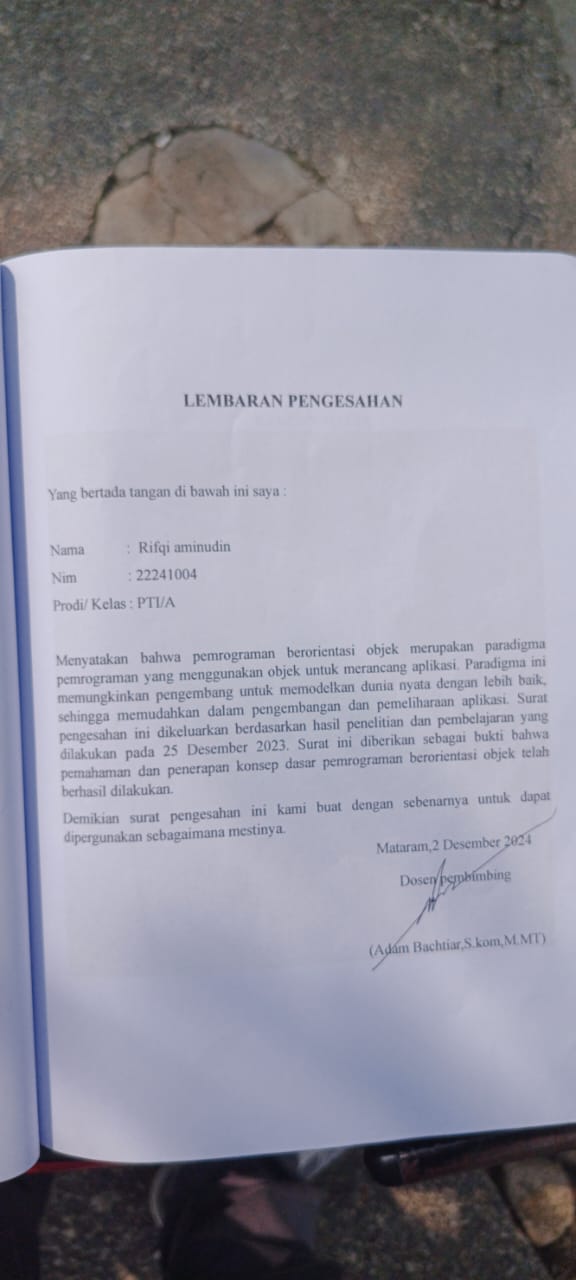 LEMBARAN PENGESAHAN
Yang bertada tangan di bawah ini saya :
Nama : Rifqi aminudin
Nim : 22241004
Prodi/ Kelas : PTI/A
Menyatakan bahwa pemrograman berorientasi objek merupakan paradigma
pemrograman yang menggunakan objek untuk merancang aplikasi. Paradigma ini
memungkinkan pengembang untuk memodelkan dunia nyata dengan lebih baik,
sehingga memudahkan dalam pengembangan dan pemeliharaan aplikasi. Surat
pengesahan ini dikeluarkan berdasarkan hasil penelitian dan pembelajaran yang
dilakukan pada 25 Desember 2023. Surat ini diberikan sebagai bukti bahwa
pemahaman dan penerapan konsep dasar pemrograman berorientasi objek telah
berhasil dilakukan.
Demikian surat pengesahan ini kami buat dengan sebenarnya untuk dapat
dipergunakan sebagaimana mestinya.
Mataram,2 Desember 2024
Dosen pembimbing
(Adam Bachtiar,S.kom,M.MT)